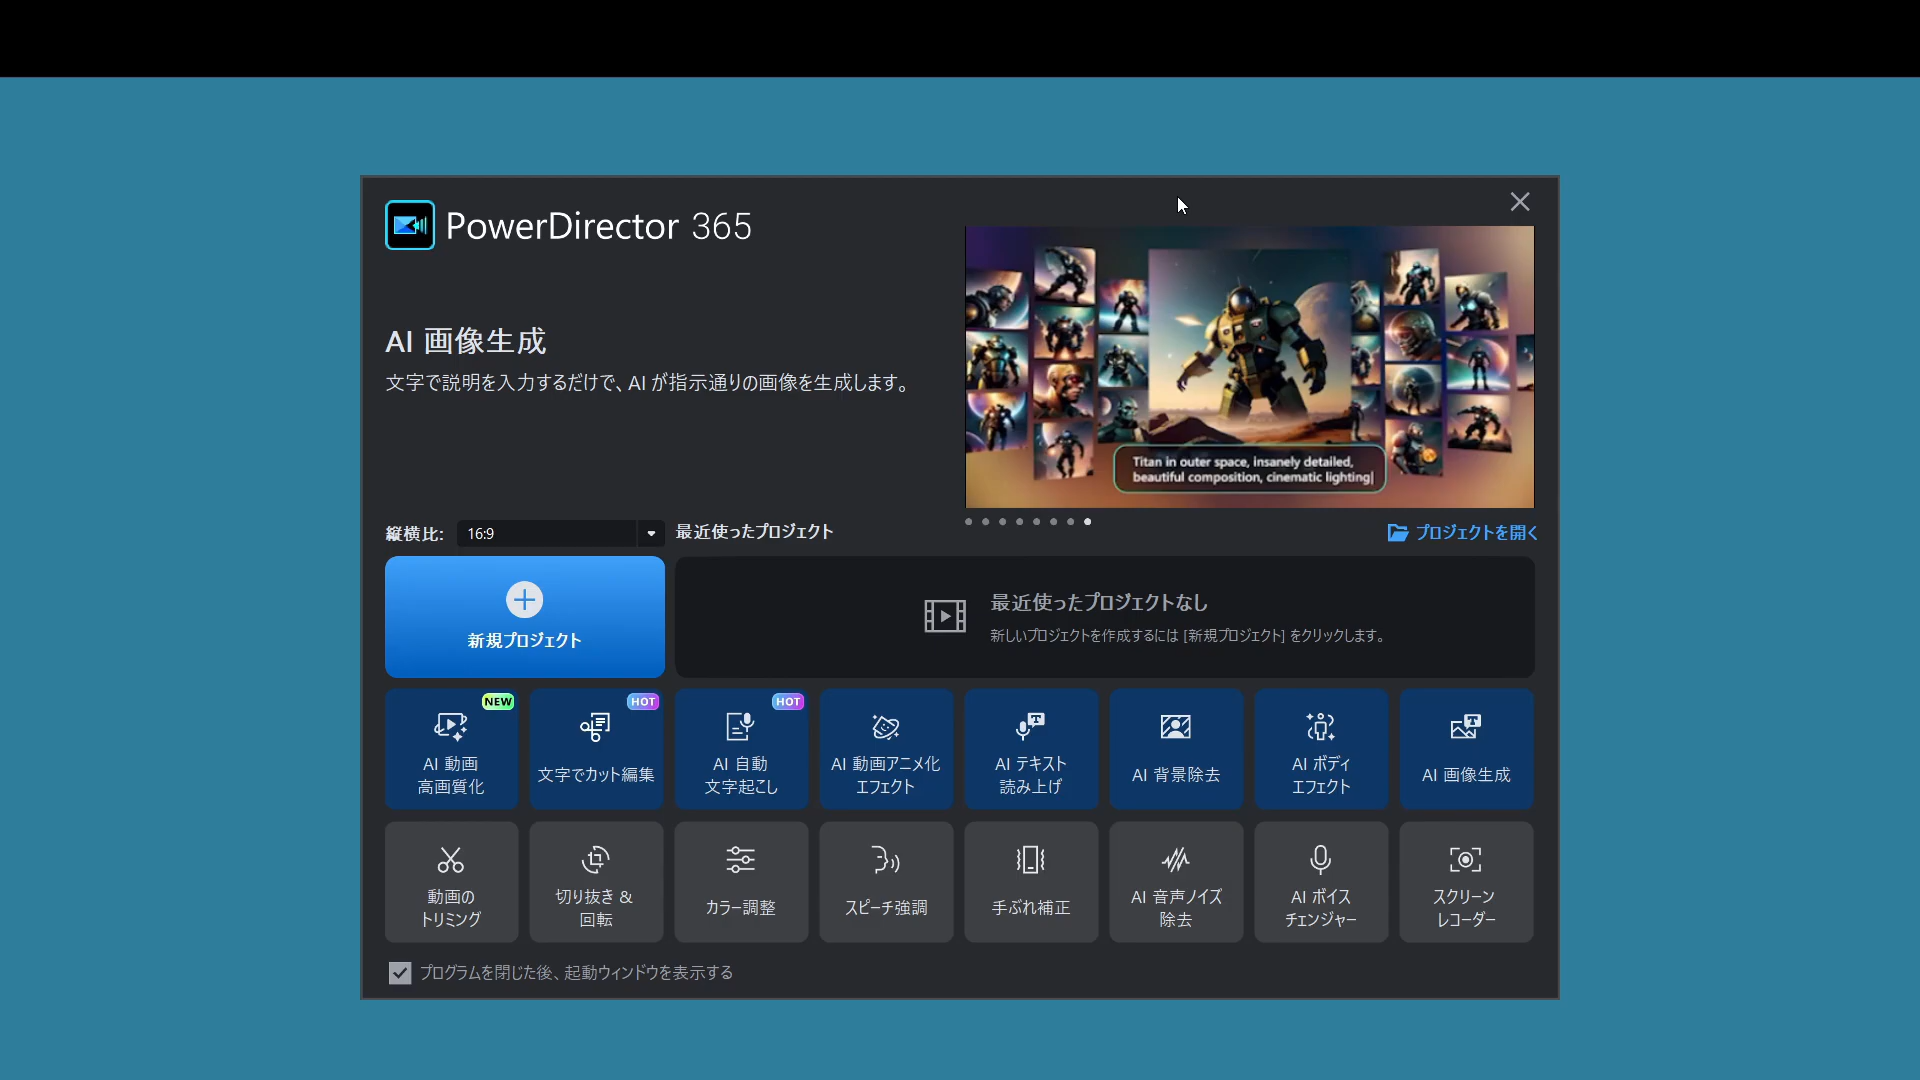 PowerDirector 365
AI 画像生成
文字で説明を入力するだけで、AI が指示通りの画像を生成します。
Titan in outer space, insanely detailed,
beautiful composition, cinematic lighting
縦横比:
16:9
最近使ったプロジェクト
プロジェクトを開く
新規プロジェクト
最近使ったプロジェクトなし
新しいプロジェクトを作成するには [新規プロジェクト] をクリックします。
NEW
AI 動画
高画質化
HOT
文字でカット編集
HOT
AI 自動
文字起こし
AI 動画アニメ化
エフェクト
AI テキスト
読み上げ
AI 背景除去
AI ボディ
エフェクト
AI 画像生成
動画の
トリミング
切り抜き &
回転
カラー調整
スピーチ強調
手ぶれ補正
AI 音声ノイズ
除去
AI ボイス
チェンジャー
スクリーン
レコーダー
プログラムを閉じた後、起動ウィンドウを表示する